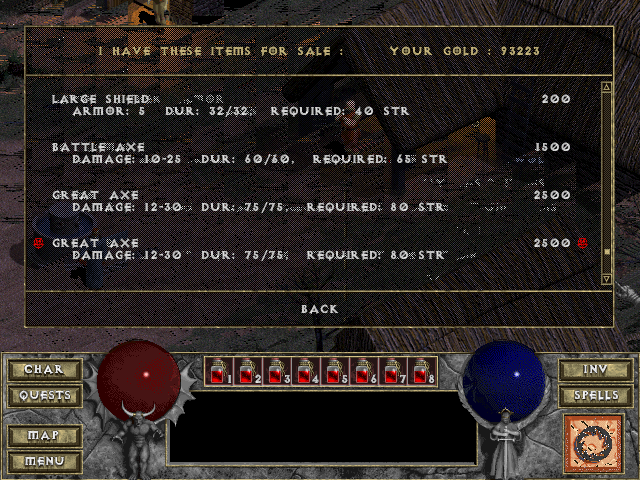 I HAVE THESE ITEMS FOR SALE : YOUR GOLD : 93223
LARGE SHIELD 200
ARMOR: 5 DUR: 32/32, REQUIRED: 40 STR
BATTLE AXE 1500
DAMAGE: 10-25 DUR: 60/60, REQUIRED: 65 STR
GREAT AXE 2500
DAMAGE: 12-30 DUR: 75/75, REQUIRED: 80 STR
GREAT AXE 2500
DAMAGE: 12-30 DUR: 75/75, REQUIRED: 80 STR
BACK
CHAR
QUESTS
MAP
MENU
1 2 3 4 5 6 7 8
INV
SPELLS